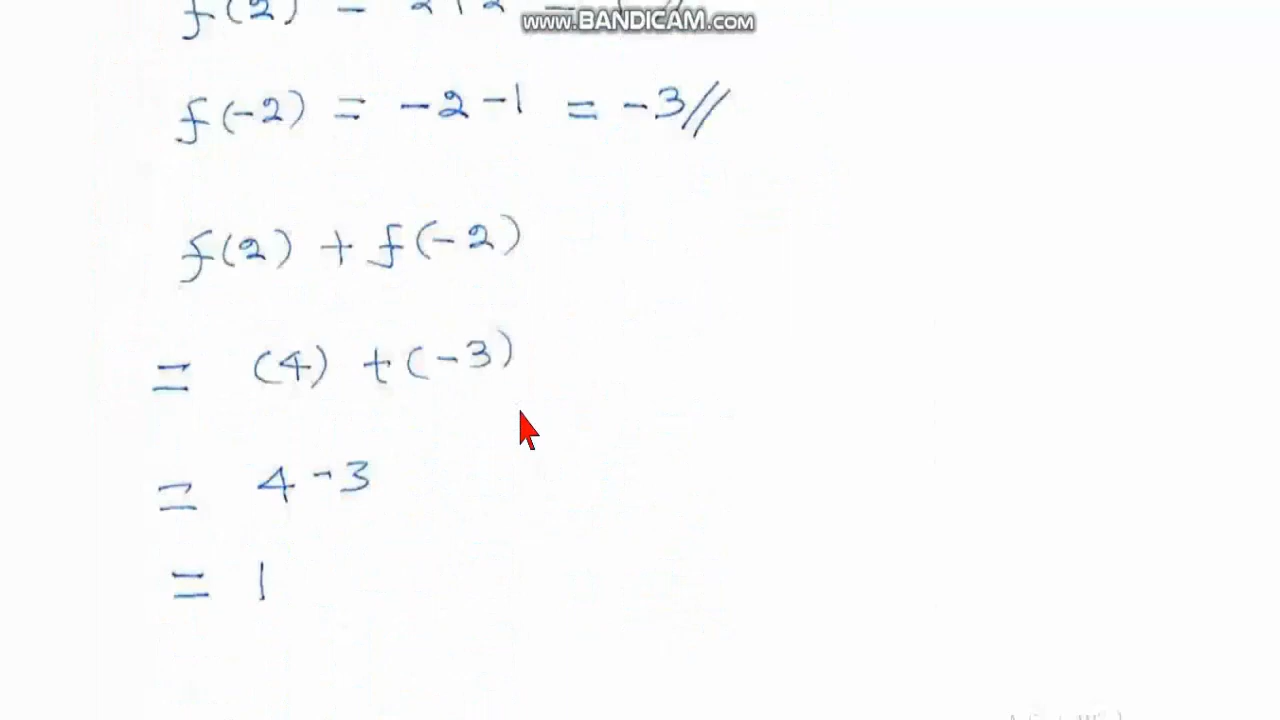 www.BANDICAM.com
f(-2) = -2 -1 = -3//
f(2) + f(-2)
= (4) + (-3)
= 4 -3
= 1